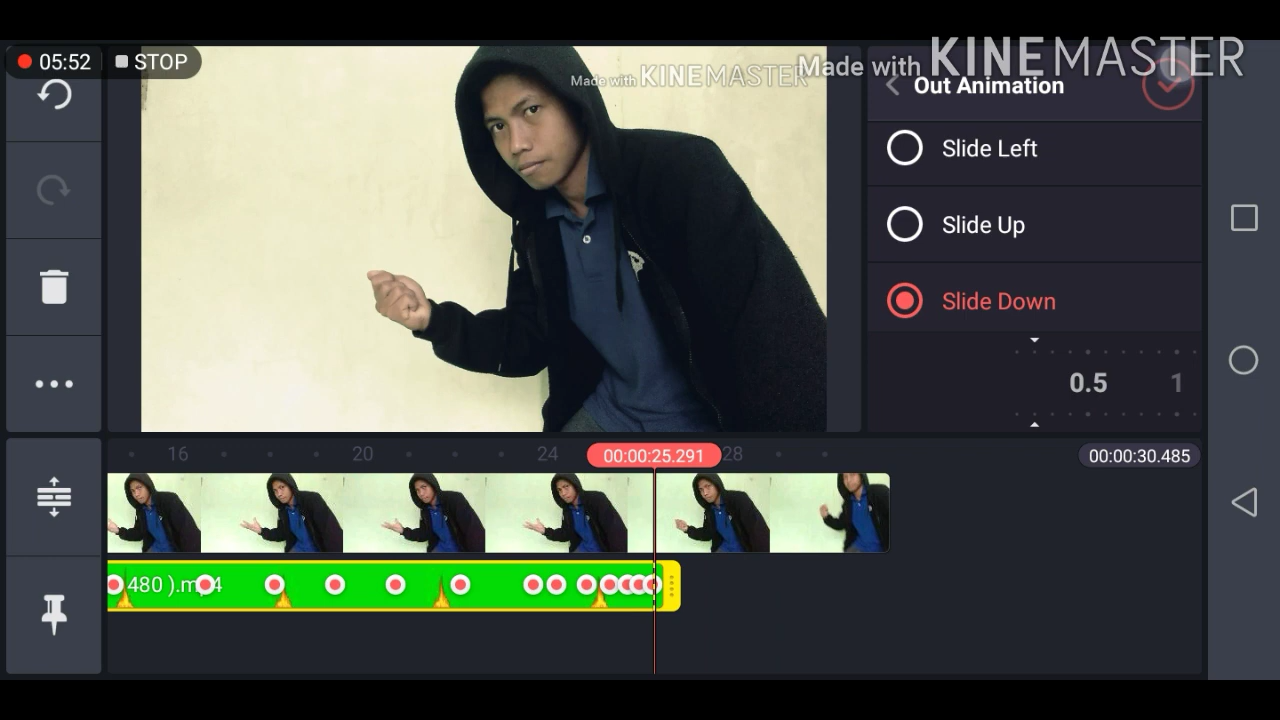 05:52 STOP
Made with KINEMASTER
Made with KINEMASTER
Out Animation
Slide Left
Slide Up
Slide Down
0.5 1
16 20 24 00:00:25.291 28 00:00:30.485
480 ).mp4